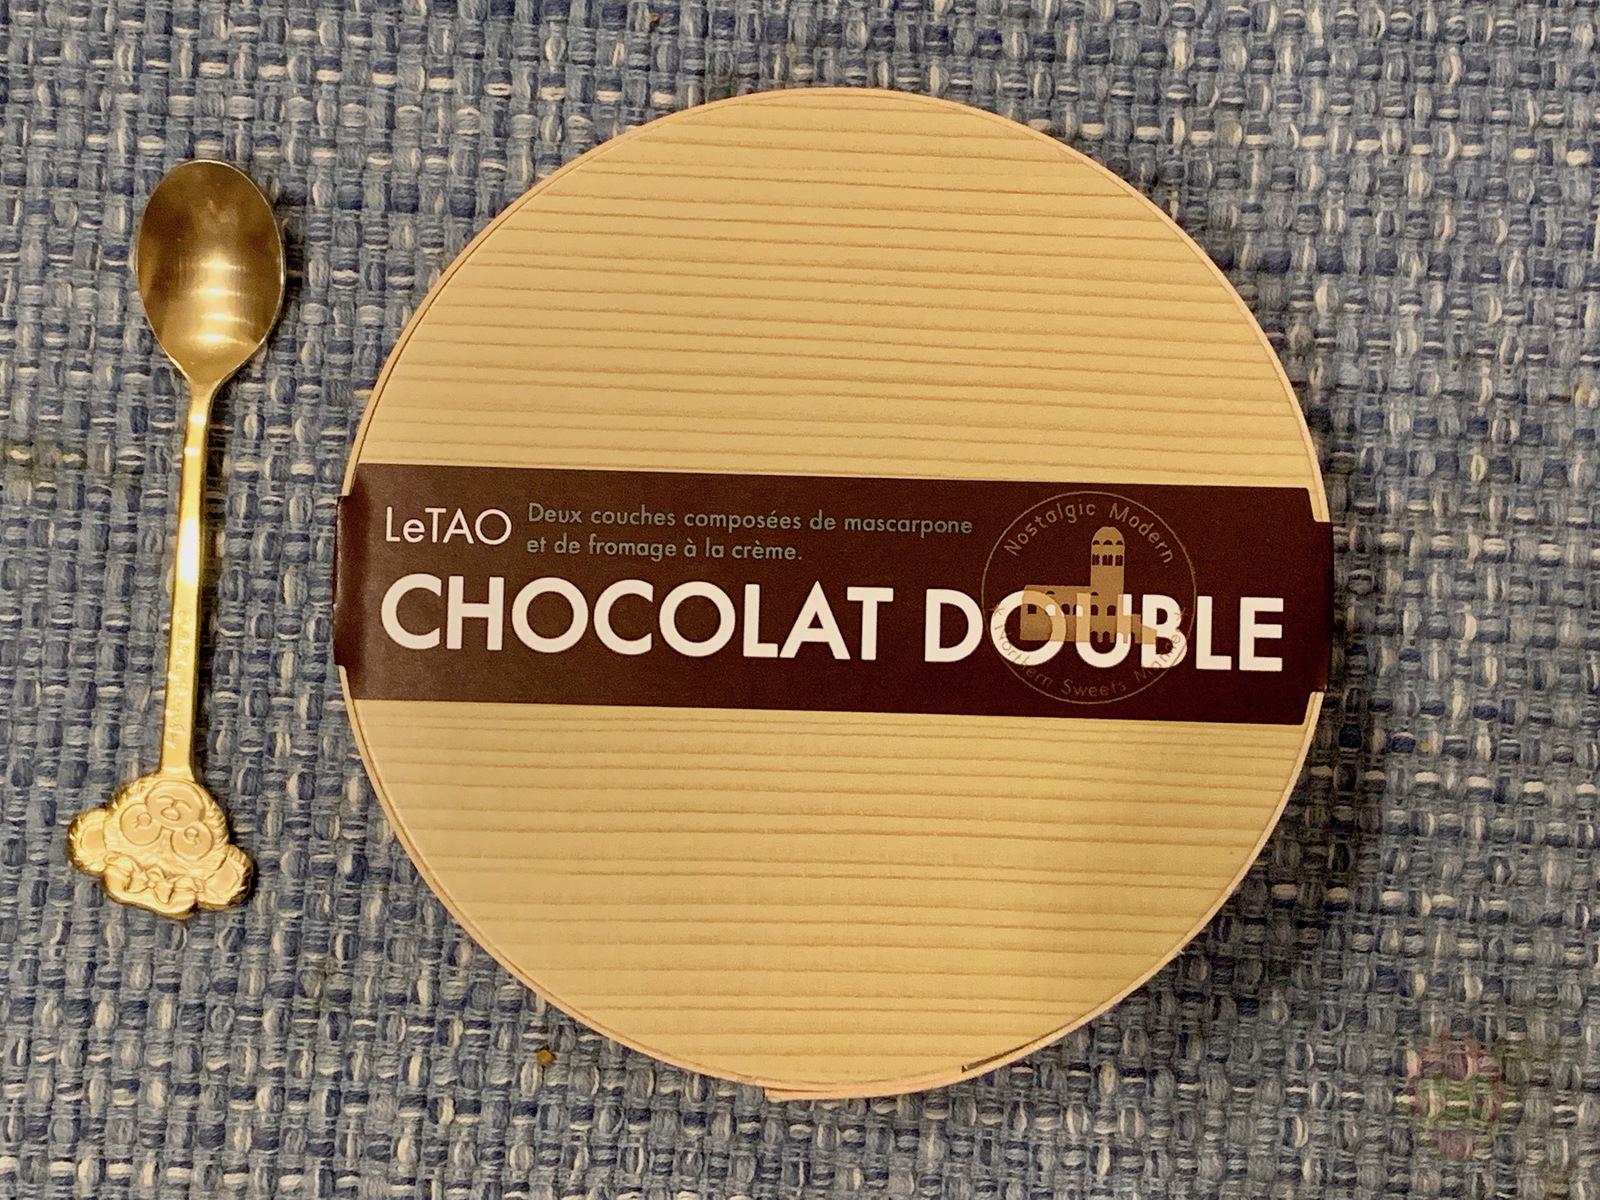 LeTAO
Deux couches composées de mascarpone
et de fromage à la crème.
CHOCOLAT DOUBLE
Nostalgic Modern
Northern Sweets